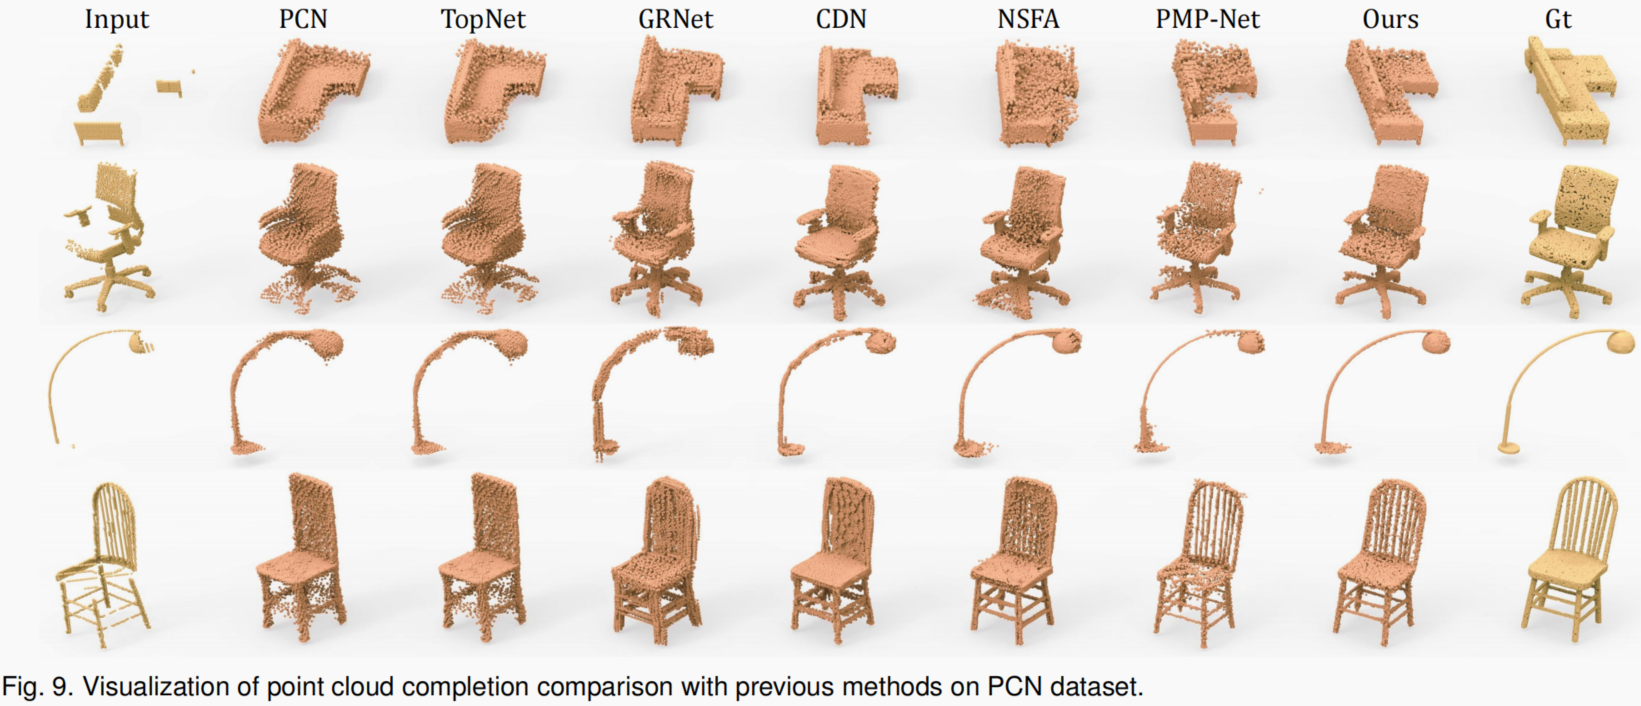 Input PCN TopNet GRNet CDN NSFA PMP-Net Ours Gt
Fig. 9. Visualization of point cloud completion comparison with previous methods on PCN dataset.